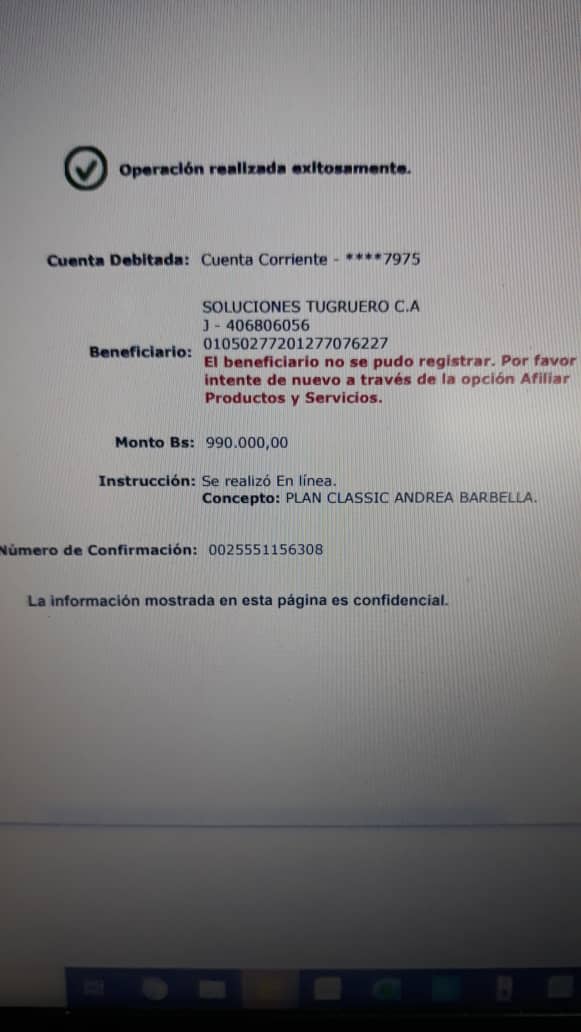 Operación realizada exitosamente.
Cuenta Debitada: Cuenta Corriente - ****7975
SOLUCIONES TUGRUERO C.A
J - 406806056
Beneficiario: 01050277201277076227
El beneficiario no se pudo registrar. Por favor
intente de nuevo a través de la opción Afiliar
Productos y Servicios.
Monto Bs: 990.000,00
Instrucción: Se realizó En línea.
Concepto: PLAN CLASSIC ANDREA BARBELLA.
Número de Confirmación: 0025551156308
La información mostrada en esta página es confidencial.